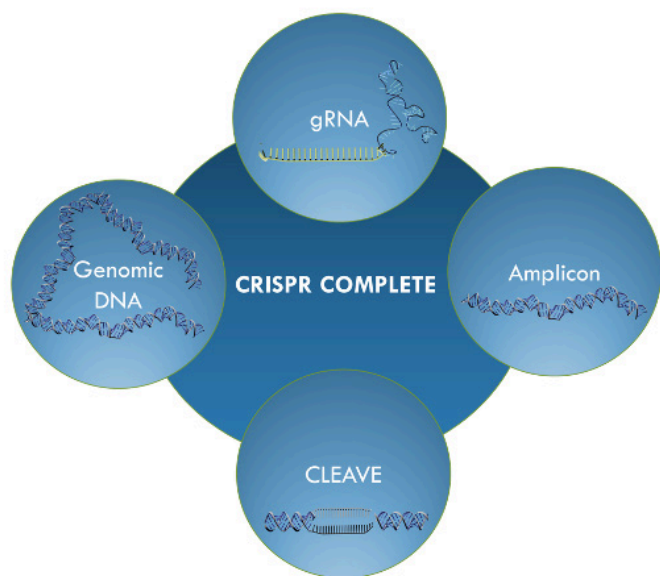 gRNA
Genomic
DNA
CRISPR COMPLETE
Amplicon
CLEAVE